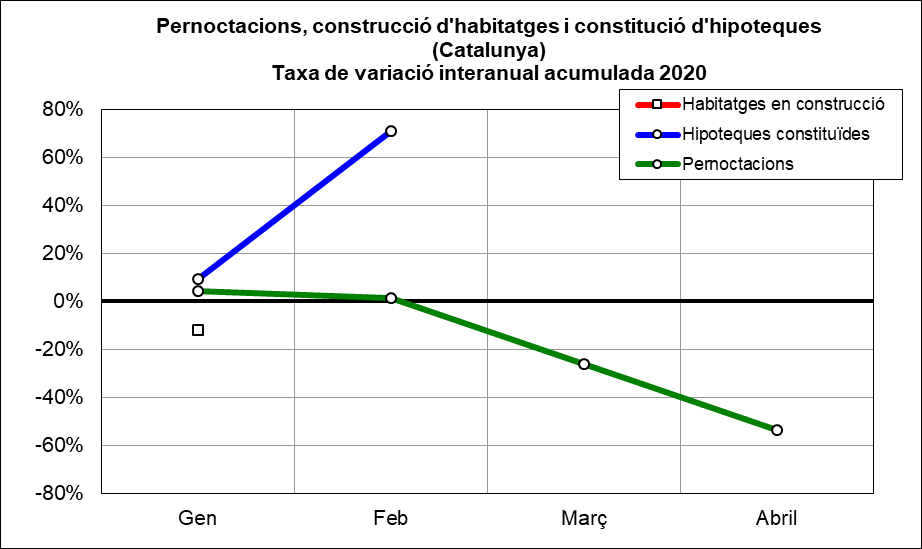 Pernoctacions, construcció d'habitatges i constitució d'hipoteques
(Catalunya)
Taxa de variació interanual acumulada 2020
Habitatges en construcció
Hipoteques constituïdes
Pernoctacions
80%
60%
40%
20%
0%
-20%
-40%
-60%
-80%
Gen Feb Març Abril